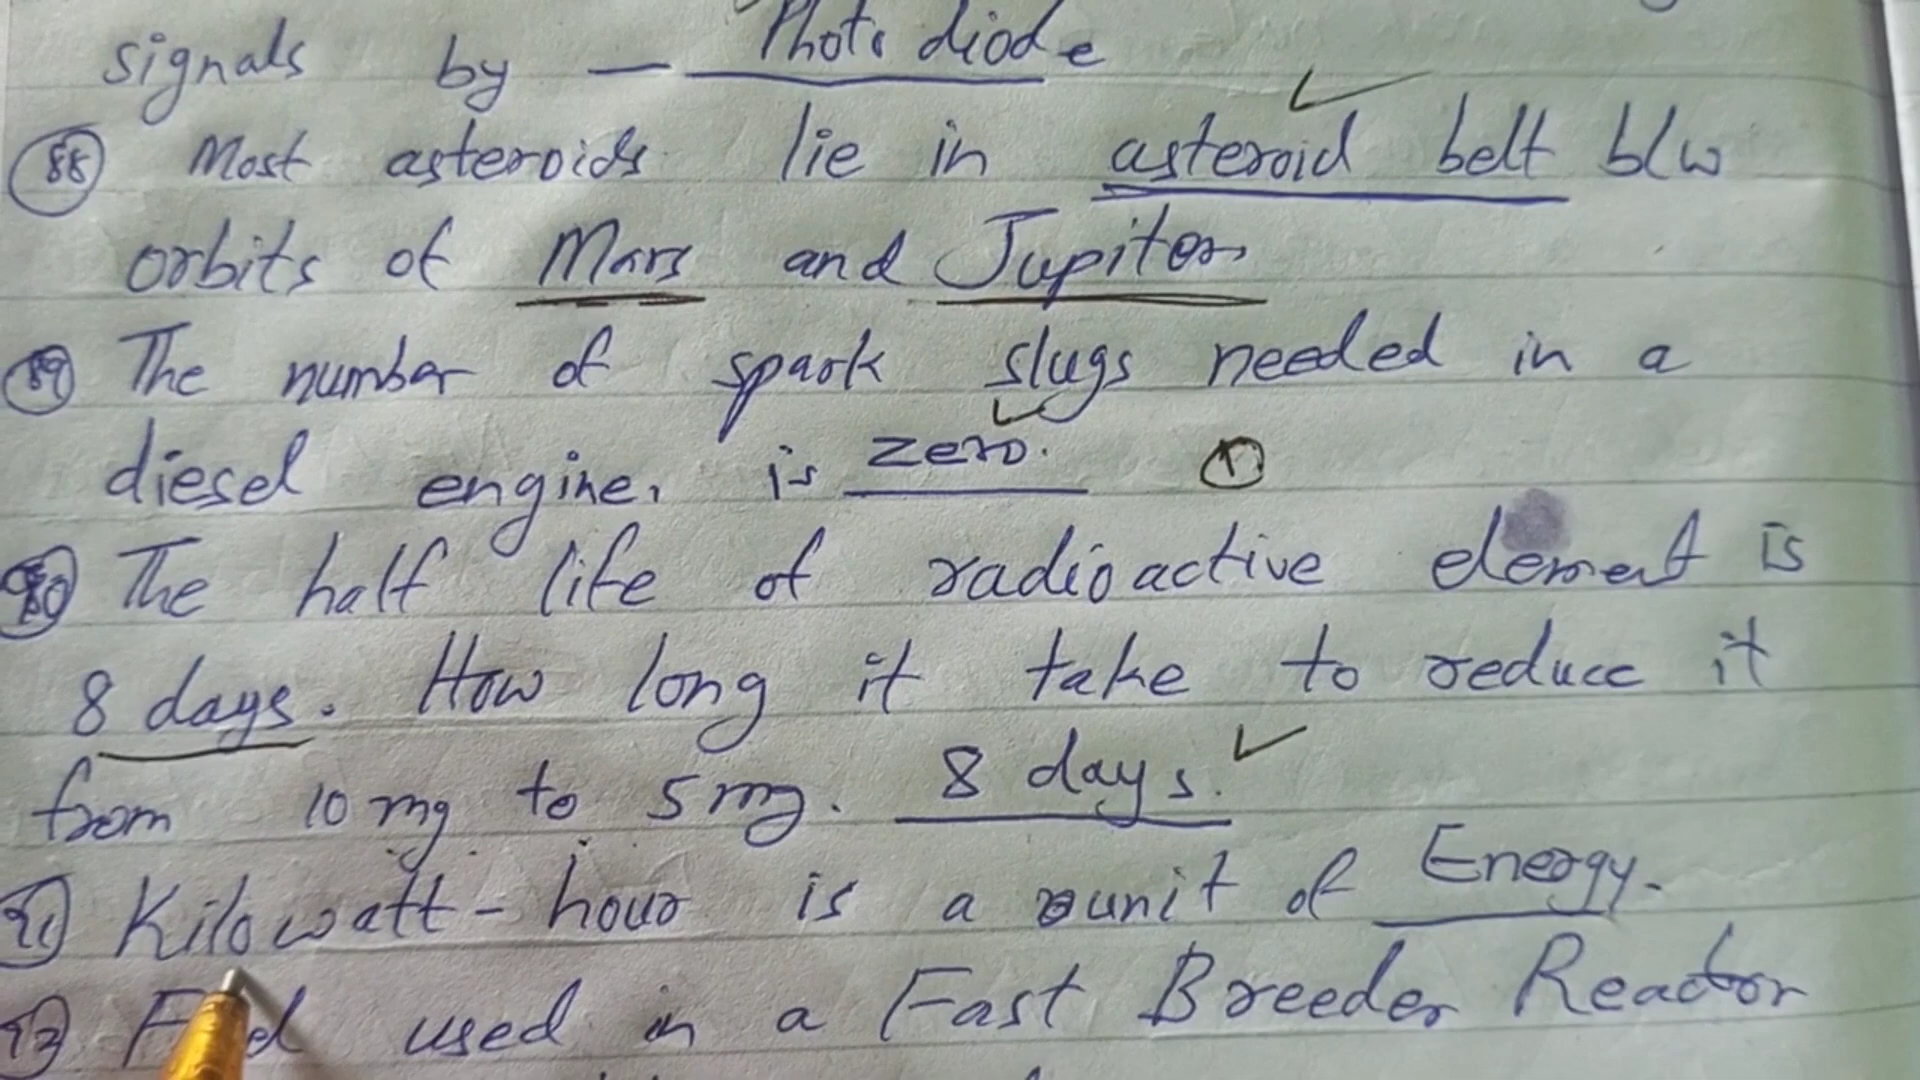 signals by — Photo diode
88 Most asteroids lie in asteroid belt b/w
orbits of Mars and Jupiter
89 The number of spark slugs needed in a
diesel engine, is zero. 1
90 The half life of radioactive element is
8 days. How long it take to reduce it
from 10 mg to 5 mg. 8 days.
91 Kilowatt-hour is a unit of Energy.
used in a Fast Breeder Reactor